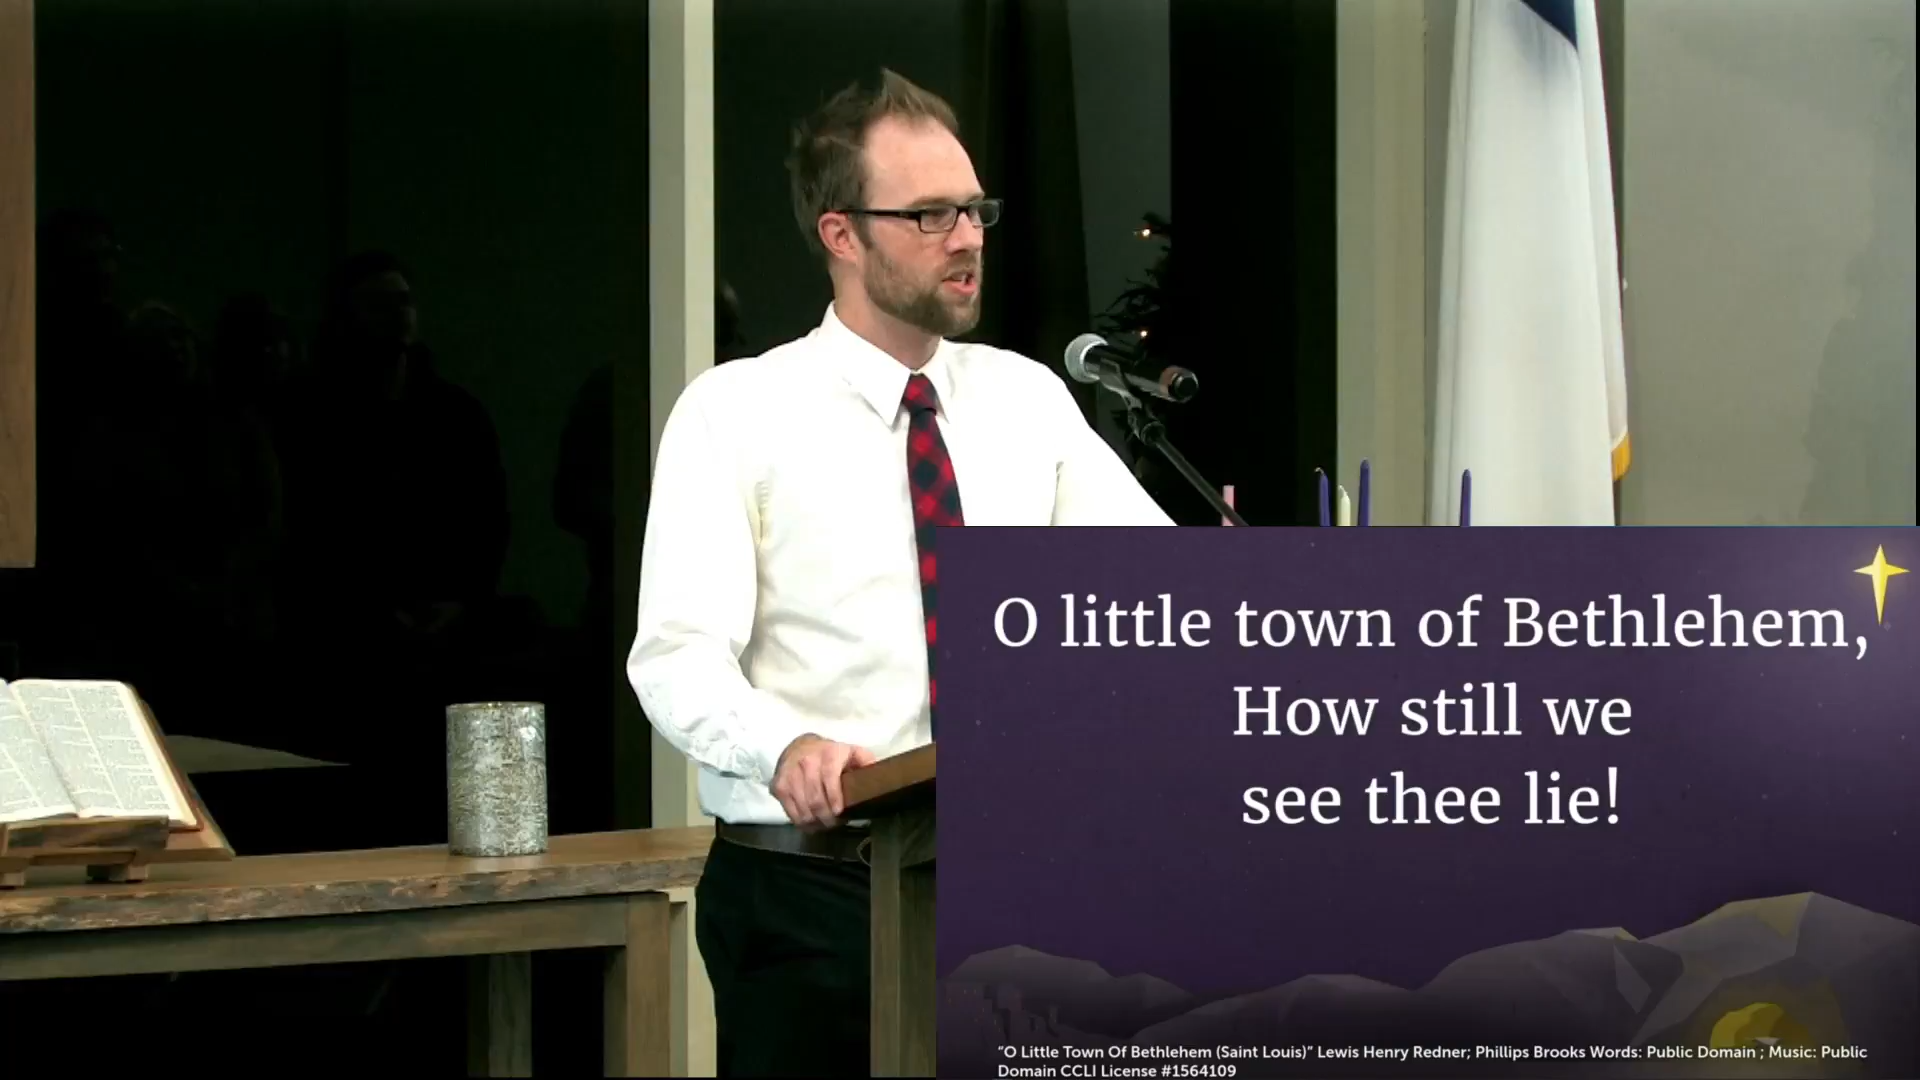 O little town of Bethlehem,
How still we
see thee lie!
“O Little Town Of Bethlehem (Saint Louis)” Lewis Henry Redner; Phillips Brooks Words: Public Domain ; Music: Public
Domain CCLI License #1564109